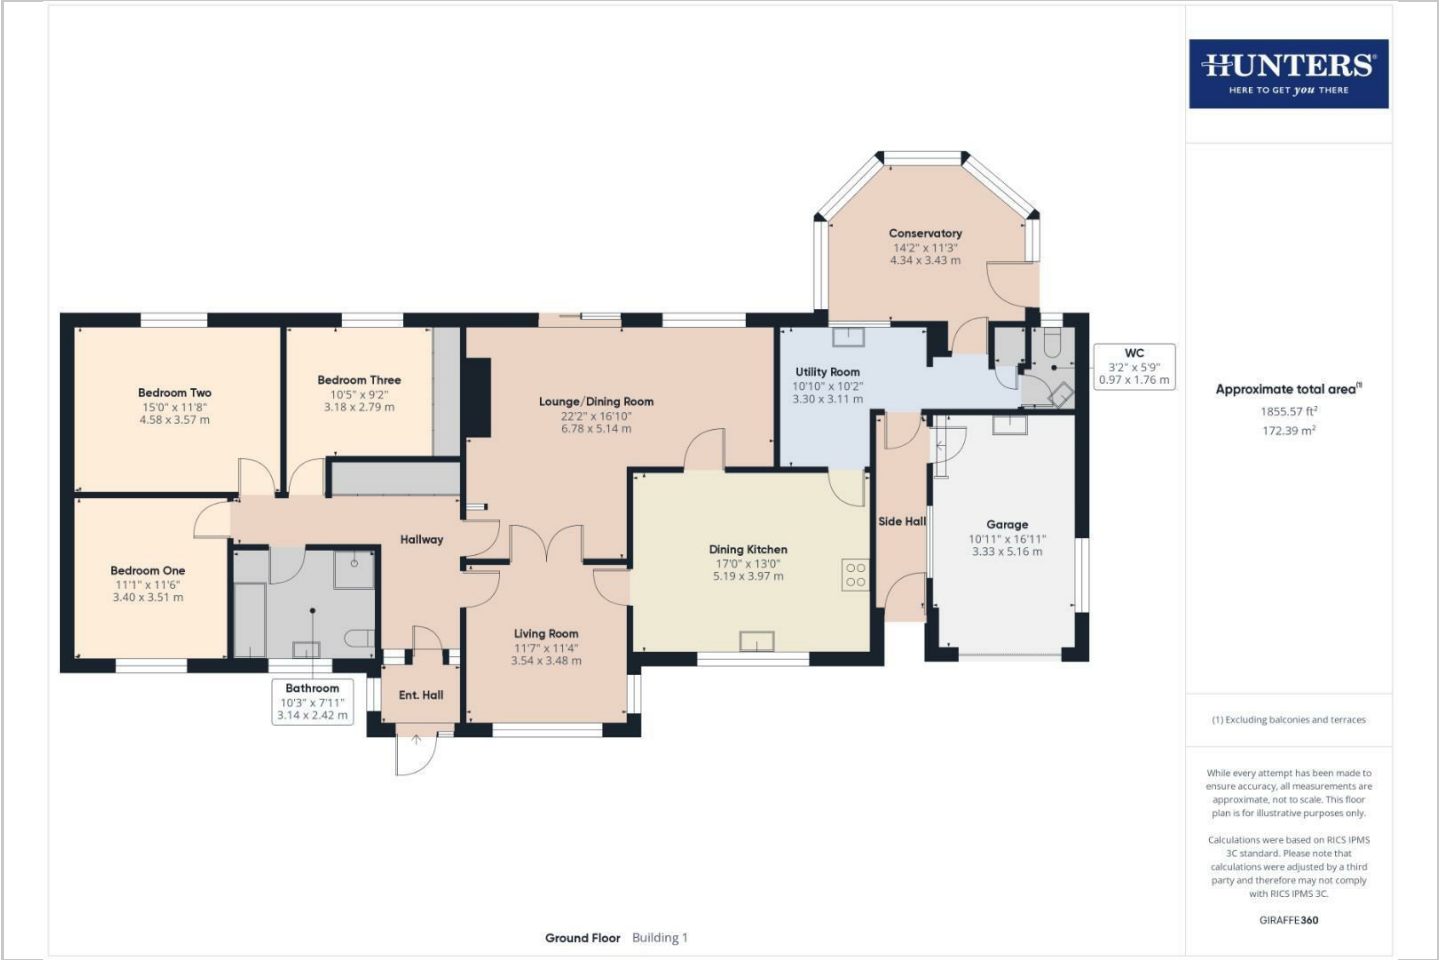 HUNTERS®
HERE TO GET you THERE
Conservatory
14'2" x 11'3"
4.34 x 3.43 m
WC
3'2" x 5'9"
0.97 x 1.76 m
Utility Room
10'10" x 10'2"
3.30 x 3.11 m
Bedroom Two
15'0" x 11'8"
4.58 x 3.57 m
Bedroom Three
10'5" x 9'2"
3.18 x 2.79 m
Lounge/Dining Room
22'2" x 16'10"
6.78 x 5.14 m
Approximate total area(1)
1855.57 ft²
172.39 m²
Side Hall
Garage
10'11" x 16'11"
3.33 x 5.16 m
Hallway
Dining Kitchen
17'0" x 13'0"
5.19 x 3.97 m
Bedroom One
11'1" x 11'6"
3.40 x 3.51 m
Living Room
11'7" x 11'4"
3.54 x 3.48 m
Bathroom
10'3" x 7'11"
3.14 x 2.42 m
Ent. Hall
(1) Excluding balconies and terraces
While every attempt has been made to
ensure accuracy, all measurements are
approximate, not to scale. This floor
plan is for illustrative purposes only.
Calculations were based on RICS IPMS
3C standard. Please note that
calculations were adjusted by a third
party and therefore may not comply
with RICS IPMS 3C.
GIRAFFE360
Ground Floor Building 1